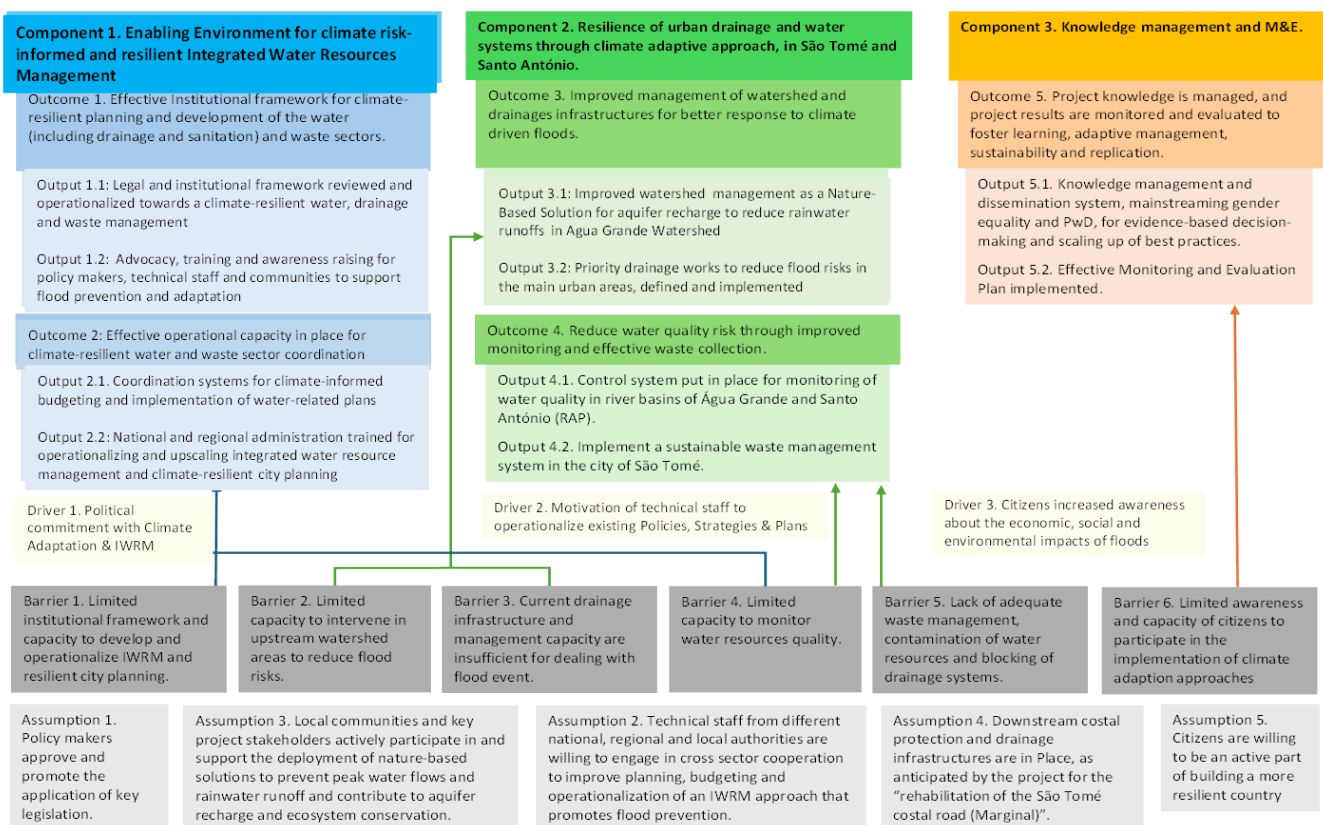 Component 1. Enabling Environment for climate risk-
informed and resilient Integrated Water Resources
Management
Outcome 1. Effective Institutional framework for climate-
resilient planning and development of the water
(including drainage and sanitation) and waste sectors.
Output 1.1: Legal and institutional framework reviewed and
operationalized towards a climate-resilient water, drainage
and waste management
Output 1.2:  Advocacy, training and awareness raising for
policy makers, technical staff and communities to support
flood prevention and adaptation
Outcome 2: Effective operational capacity in place for
climate-resilient water and waste sector coordination
Output 2.1. Coordination systems for climate-informed
budgeting and implementation of water-related plans
Output 2.2: National and regional administration trained for
operationalizing and upscaling integrated water resource
management and climate-resilient city planning
Component 2. Resilience of urban drainage and water
systems through climate adaptive approach, in São Tomé and
Santo António.
Outcome 3. Improved management of watershed and
drainages infrastructures for better response to climate
driven floods.
Output 3.1: Improved watershed  management as a Nature-
Based Solution for aquifer recharge to reduce rainwater
runoffs  in Agua Grande Watershed
Output 3.2: Priority drainage works to reduce flood risks in
the main urban areas, defined and implemented
Outcome 4. Reduce water quality risk through improved
monitoring and effective waste collection.
Output 4.1. Control system put in place for monitoring of
water quality in river basins of Água Grande and Santo
António (RAP).
Output 4.2. Implement a sustainable waste management
system in the city of São Tomé.
Component 3. Knowledge management and M&E.
Outcome 5. Project knowledge is managed, and
project results are monitored and evaluated to
foster learning, adaptive management,
sustainability and replication.
Output 5.1. Knowledge management and
dissemination system, mainstreaming gender
equality and PwD, for evidence-based decision-
making and scaling up of best practices.
Output 5.2. Effective Monitoring and Evaluation
Plan implemented.
Driver 1. Political
commitment with Climate
Adaptation & IWRM
Driver 2. Motivation of technical staff to
operationalize existing Policies, Strategies & Plans
Driver 3. Citizens increased awareness
about the economic, social and
environmental impacts of floods
Barrier 1. Limited
institutional framework and
capacity to develop and
operationalize IWRM and
resilient city planning.
Barrier 2. Limited
capacity to intervene in
upstream watershed
areas to reduce flood
risks.
Barrier 3. Current drainage
infrastructure and
management capacity are
insufficient for dealing with
flood event.
Barrier 4. Limited
capacity to monitor
water resources quality.
Barrier 5. Lack of adequate
waste management,
contamination of water
resources and blocking of
drainage systems.
Barrier 6. Limited awareness
and capacity of citizens to
participate in the
implementation of climate
adaption approaches
Assumption 1.
Policy makers
approve and
promote the
application of key
legislation.
Assumption 3. Local communities and key
project stakeholders actively participate in and
support the deployment of nature-based
solutions to prevent peak water flows and
rainwater runoff and contribute to aquifer
recharge and ecosystem conservation.
Assumption 2. Technical staff from different
national, regional and local authorities are
willing to engage in cross sector cooperation
to improve planning, budgeting and
operationalization of an IWRM approach that
promotes flood prevention.
Assumption 4. Downstream costal
protection and drainage
infrastructures are in Place, as
anticipated by the project for the
“rehabilitation of the São Tomé
costal road (Marginal)”.
Assumption 5.
Citizens are willing
to be an active part
of building a more
resilient country